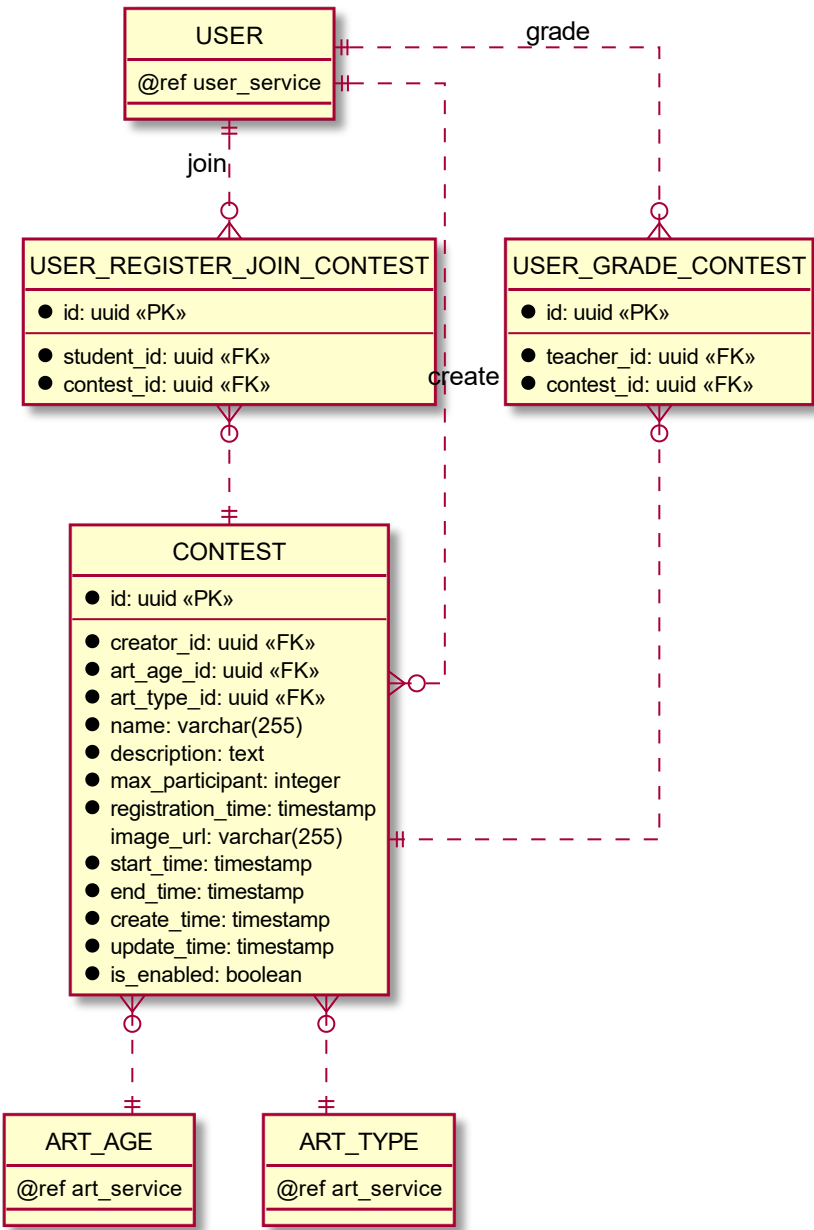 USER
@ref user_service
grade
join
USER_REGISTER_JOIN_CONTEST
id: uuid «PK»
student_id: uuid «FK»
contest_id: uuid «FK»
USER_GRADE_CONTEST
id: uuid «PK»
teacher_id: uuid «FK»
contest_id: uuid «FK»
create
CONTEST
id: uuid «PK»
creator_id: uuid «FK»
art_age_id: uuid «FK»
art_type_id: uuid «FK»
name: varchar(255)
description: text
max_participant: integer
registration_time: timestamp
image_url: varchar(255)
start_time: timestamp
end_time: timestamp
create_time: timestamp
update_time: timestamp
is_enabled: boolean
ART_AGE
@ref art_service
ART_TYPE
@ref art_service